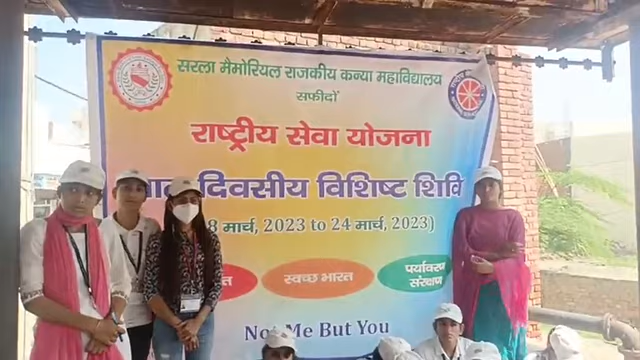 सरला मैमोरियल राजकीय कन्या महाविद्यालय
सफीदों
राष्ट्रीय सेवा योजना
दिवसीय विशिष्ट
8 मार्च, 2023 to 24 मार्च, 2023)
स्वच्छ भारत
पर्यावरण
संरक्षण
Not Me But You